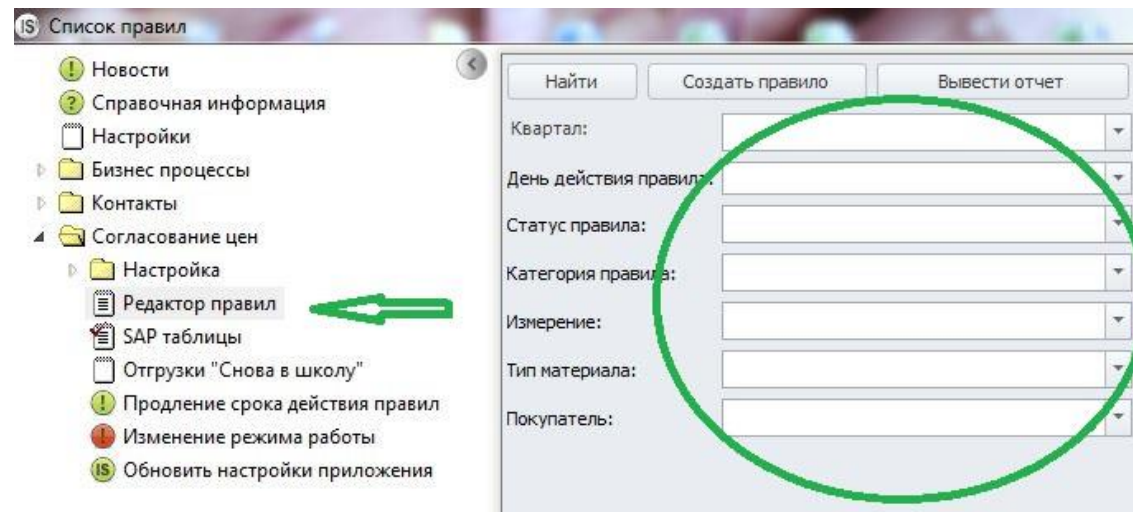 IS Список правил
Новости
Справочная информация
Настройки
Бизнес процессы
Контакты
Согласование цен
Настройка
Редактор правил
SAP таблицы
Отгрузки "Снова в школу"
Продление срока действия правил
Изменение режима работы
IS Обновить настройки приложения
Найти Создать правило Вывести отчет
Квартал:
День действия правила:
Статус правила:
Категория правила:
Измерение:
Тип материала:
Покупатель: